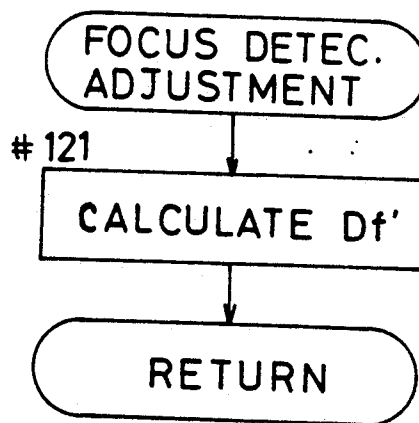 FOCUS DETEC.
ADJUSTMENT
# 121
CALCULATE Df'
RETURN